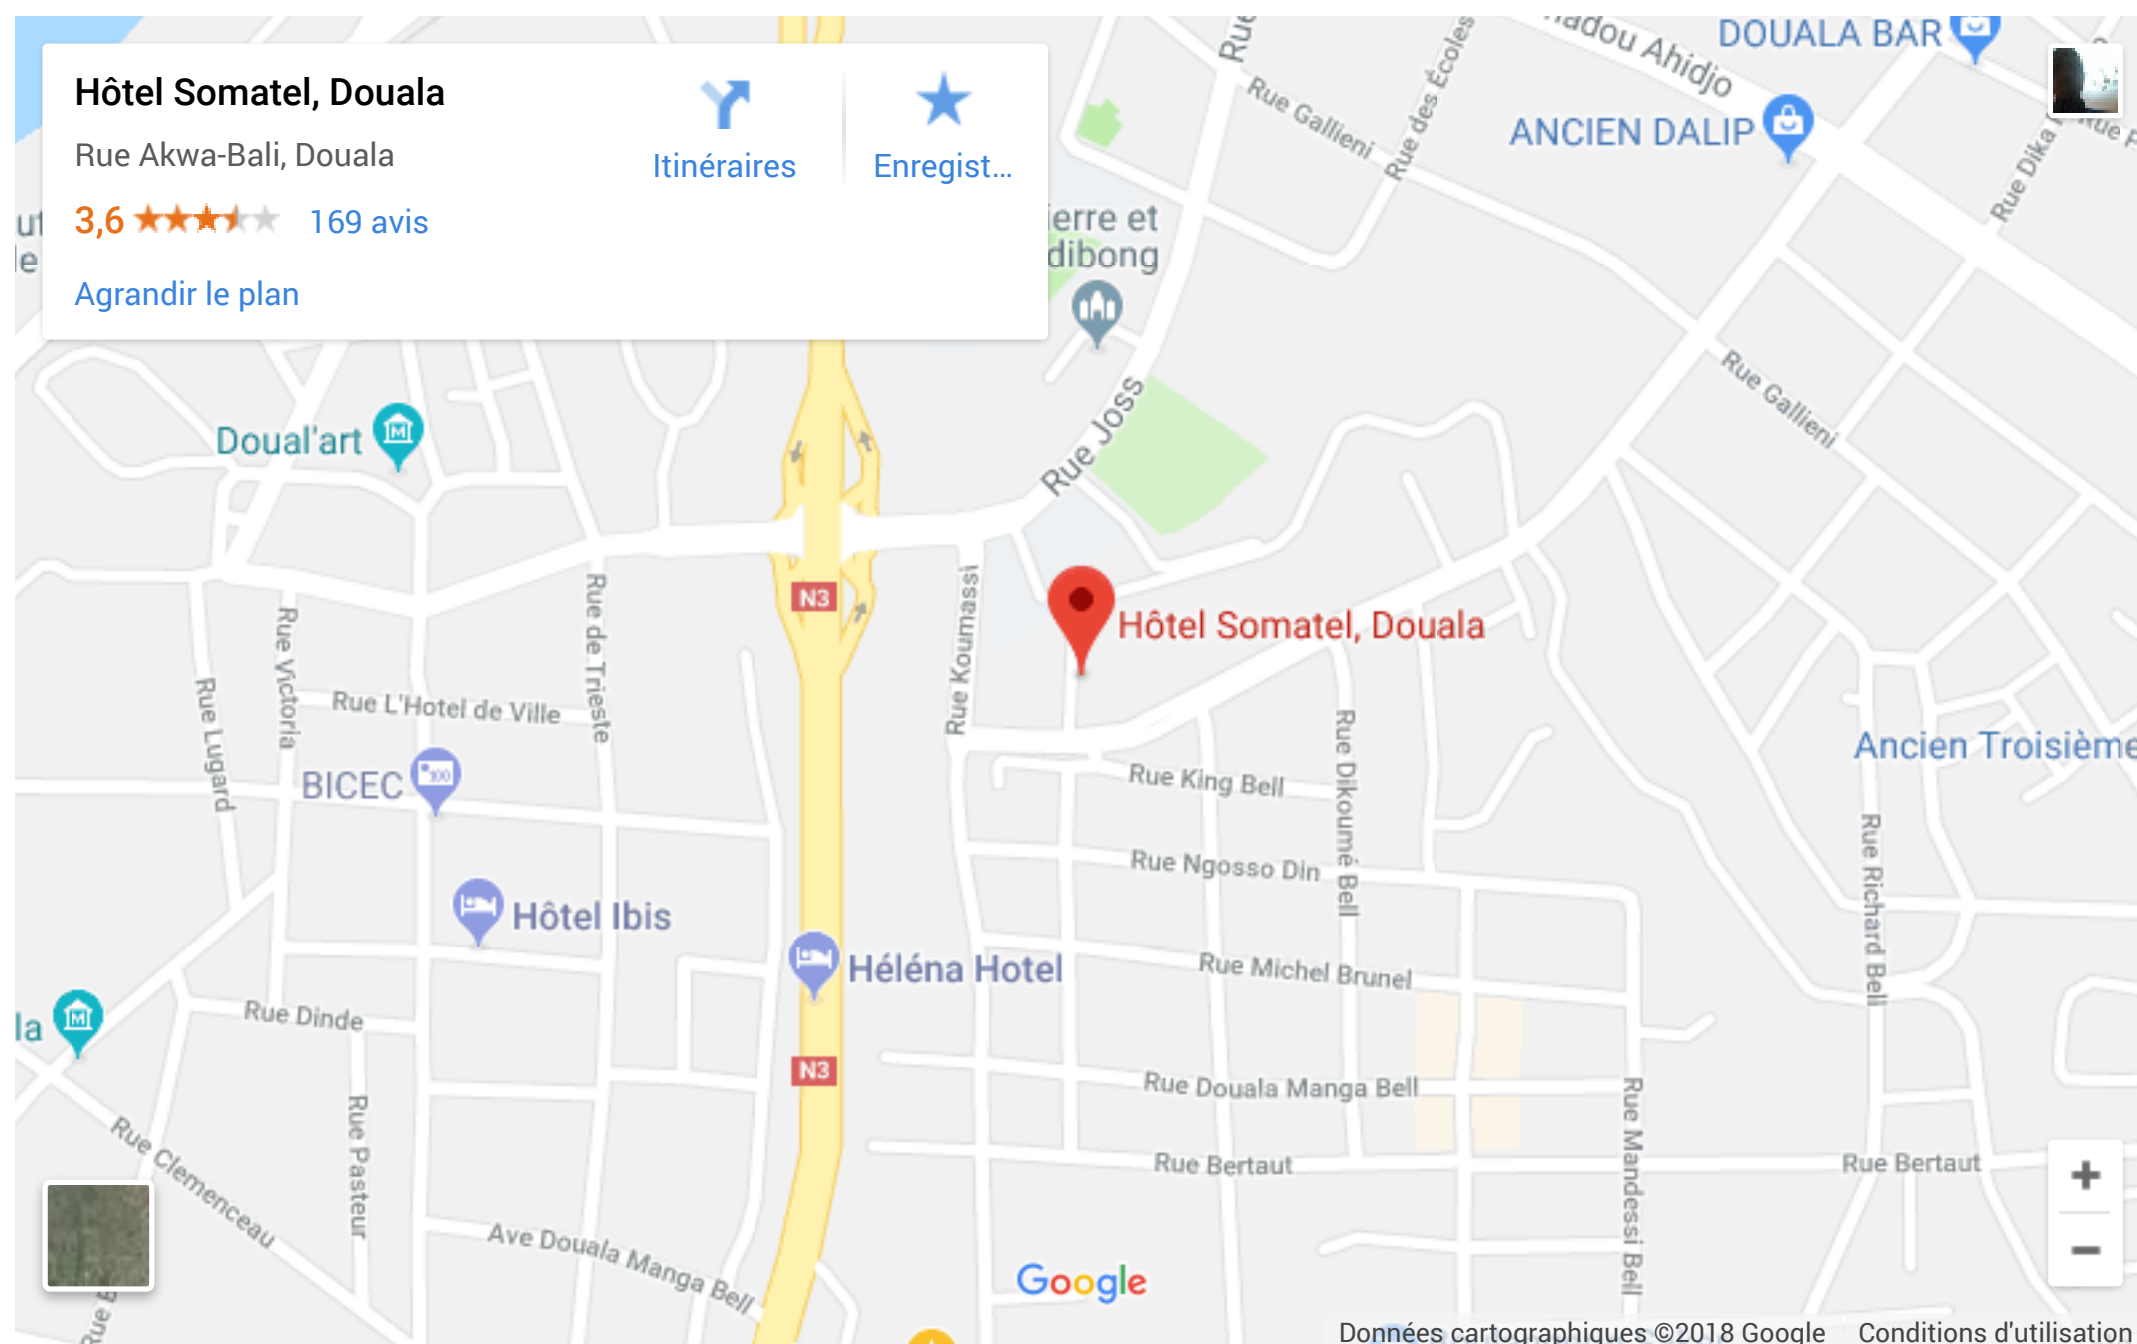 Hôtel Somatel, Douala
Rue Akwa-Bali, Douala
3,6
169 avis
Agrandir le plan
Itinéraires
Enregist...
DOUALA BAR
Ahidjo
ANCIEN DALIP
Rue Gallieni
Rue des Écoles
Rue Dika
Rue
erre et
dibong
Rue Joss
Rue Gallieni
Doual'art
N3
Hôtel Somatel, Douala
Rue Koumassi
Rue de Trieste
Rue Victoria
Rue Lugard
Rue L'Hotel de Ville
BICEC
100
Rue King Bell
Rue Dikoumé Bell
Ancien Troisième
Rue Ngosso Din
Rue Richard Bell
Hôtel Ibis
Héléna Hotel
Rue Michel Brunel
la
Rue Dinde
N3
Rue Douala Manga Bell
Rue Mandessi Bell
Rue Pasteur
Rue Clemenceau
Rue Bertaut
Rue Bertaut
Ave Douala Manga Bell
Rue
Google
Données cartographiques ©2018 Google
Conditions d'utilisation